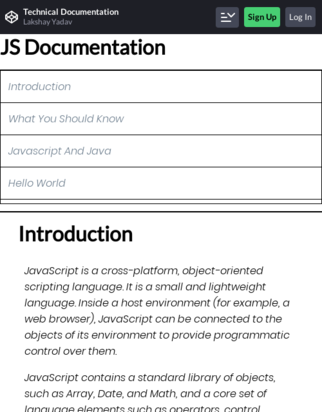 Technical Documentation
Lakshay Yadav
Sign Up
Log In
JS Documentation
Introduction
What You Should Know
Javascript And Java
Hello World
Introduction
JavaScript is a cross-platform, object-oriented
scripting language. It is a small and lightweight
language. Inside a host environment (for example, a
web browser), JavaScript can be connected to the
objects of its environment to provide programmatic
control over them.
JavaScript contains a standard library of objects,
such as Array, Date, and Math, and a core set of
language elements such as operators, control